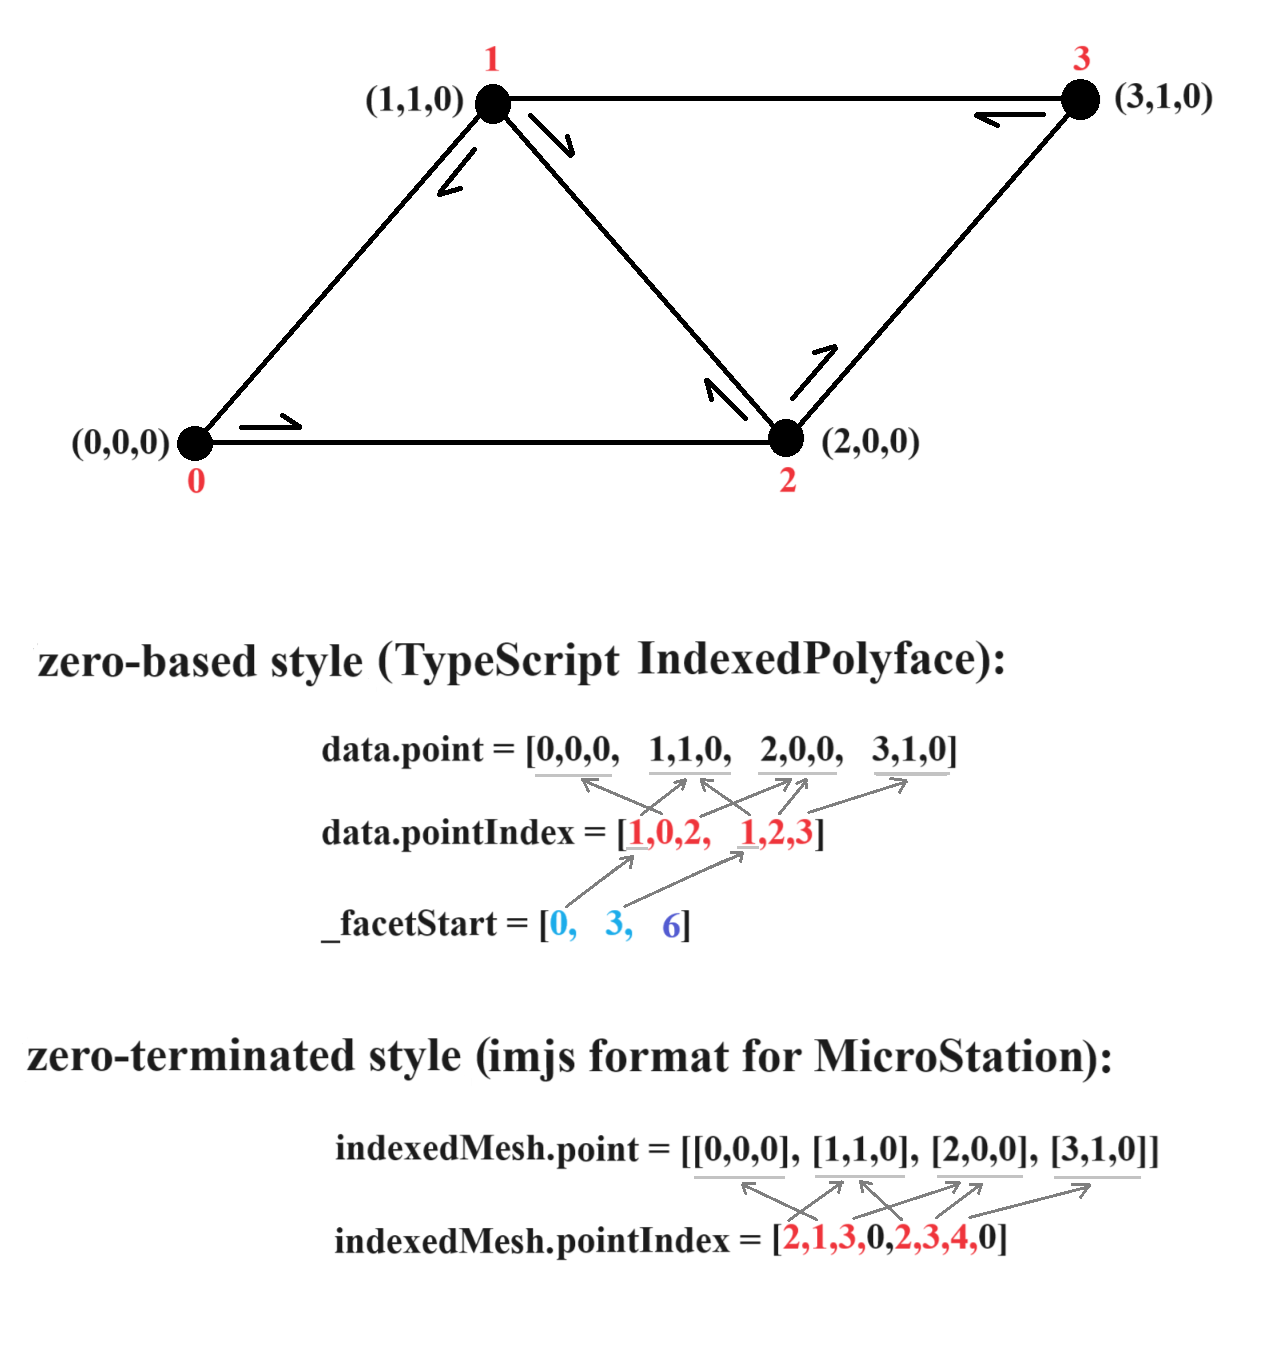 1
3
(1,1,0)
(3,1,0)
(0,0,0)
(2,0,0)
0
2
zero-based style (TypeScript IndexedPolyface):
data.point = [0,0,0, 1,1,0, 2,0,0, 3,1,0]
data.pointIndex = [1,0,2, 1,2,3]
_facetStart = [0, 3, 6]
zero-terminated style (imjs format for MicroStation):
indexedMesh.point = [[0,0,0], [1,1,0], [2,0,0], [3,1,0]]
indexedMesh.pointIndex = [2,1,3,0,2,3,4,0]